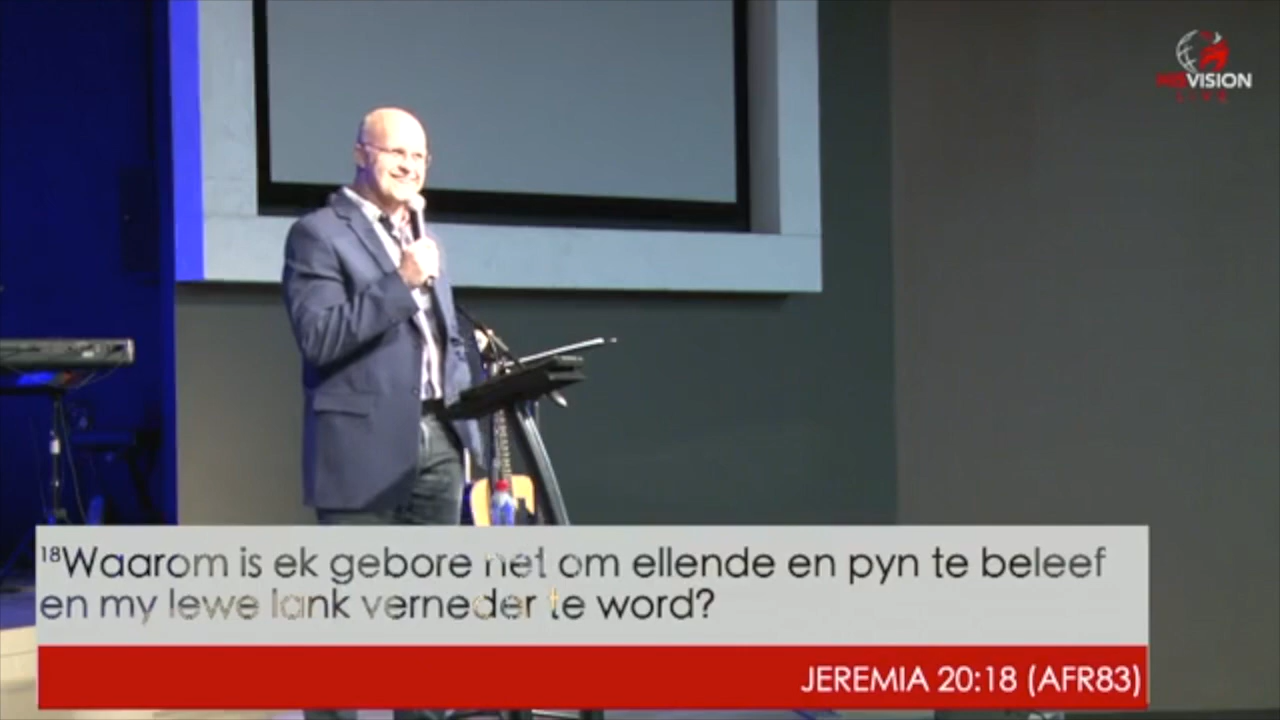 VISION
LIVE
¹⁸Waarom is ek gebore net om ellende en pyn te beleef
en my lewe lank verneder te word?
JEREMIA 20:18 (AFR83)